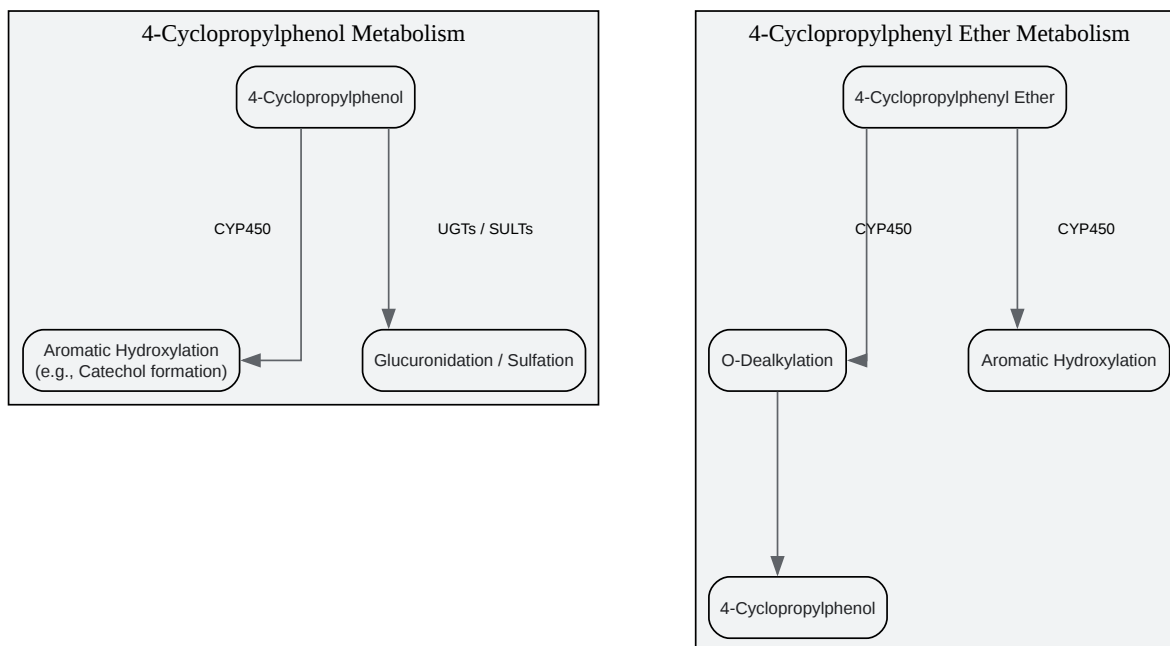 4-Cyclopropylphenol Metabolism
4-Cyclopropylphenol
CYP450
UGTs / SULTs
Aromatic Hydroxylation
(e.g., Catechol formation)
Glucuronidation / Sulfation
4-Cyclopropylphenyl Ether Metabolism
4-Cyclopropylphenyl Ether
CYP450
CYP450
O-Dealkylation
Aromatic Hydroxylation
4-Cyclopropylphenol